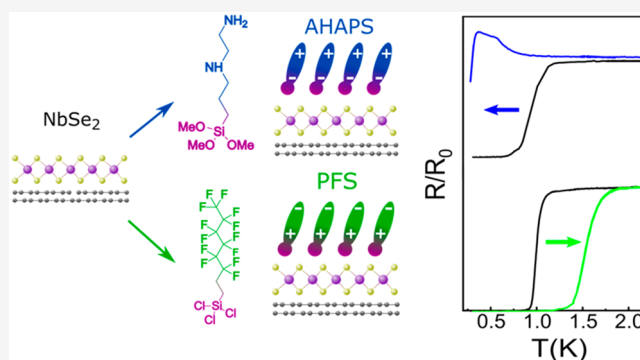 NH₂
NH
MeO
Si
MeO
OMe
AHAPS
NbSe₂
F
F
F
F
F
F
F
F
F
F
F
F
F
Cl
Si
Cl
Cl
PFS
+ + + +
− − − −
− − − −
+ + + +
R/R₀
0.5 1.0 1.5 2.0
T(K)